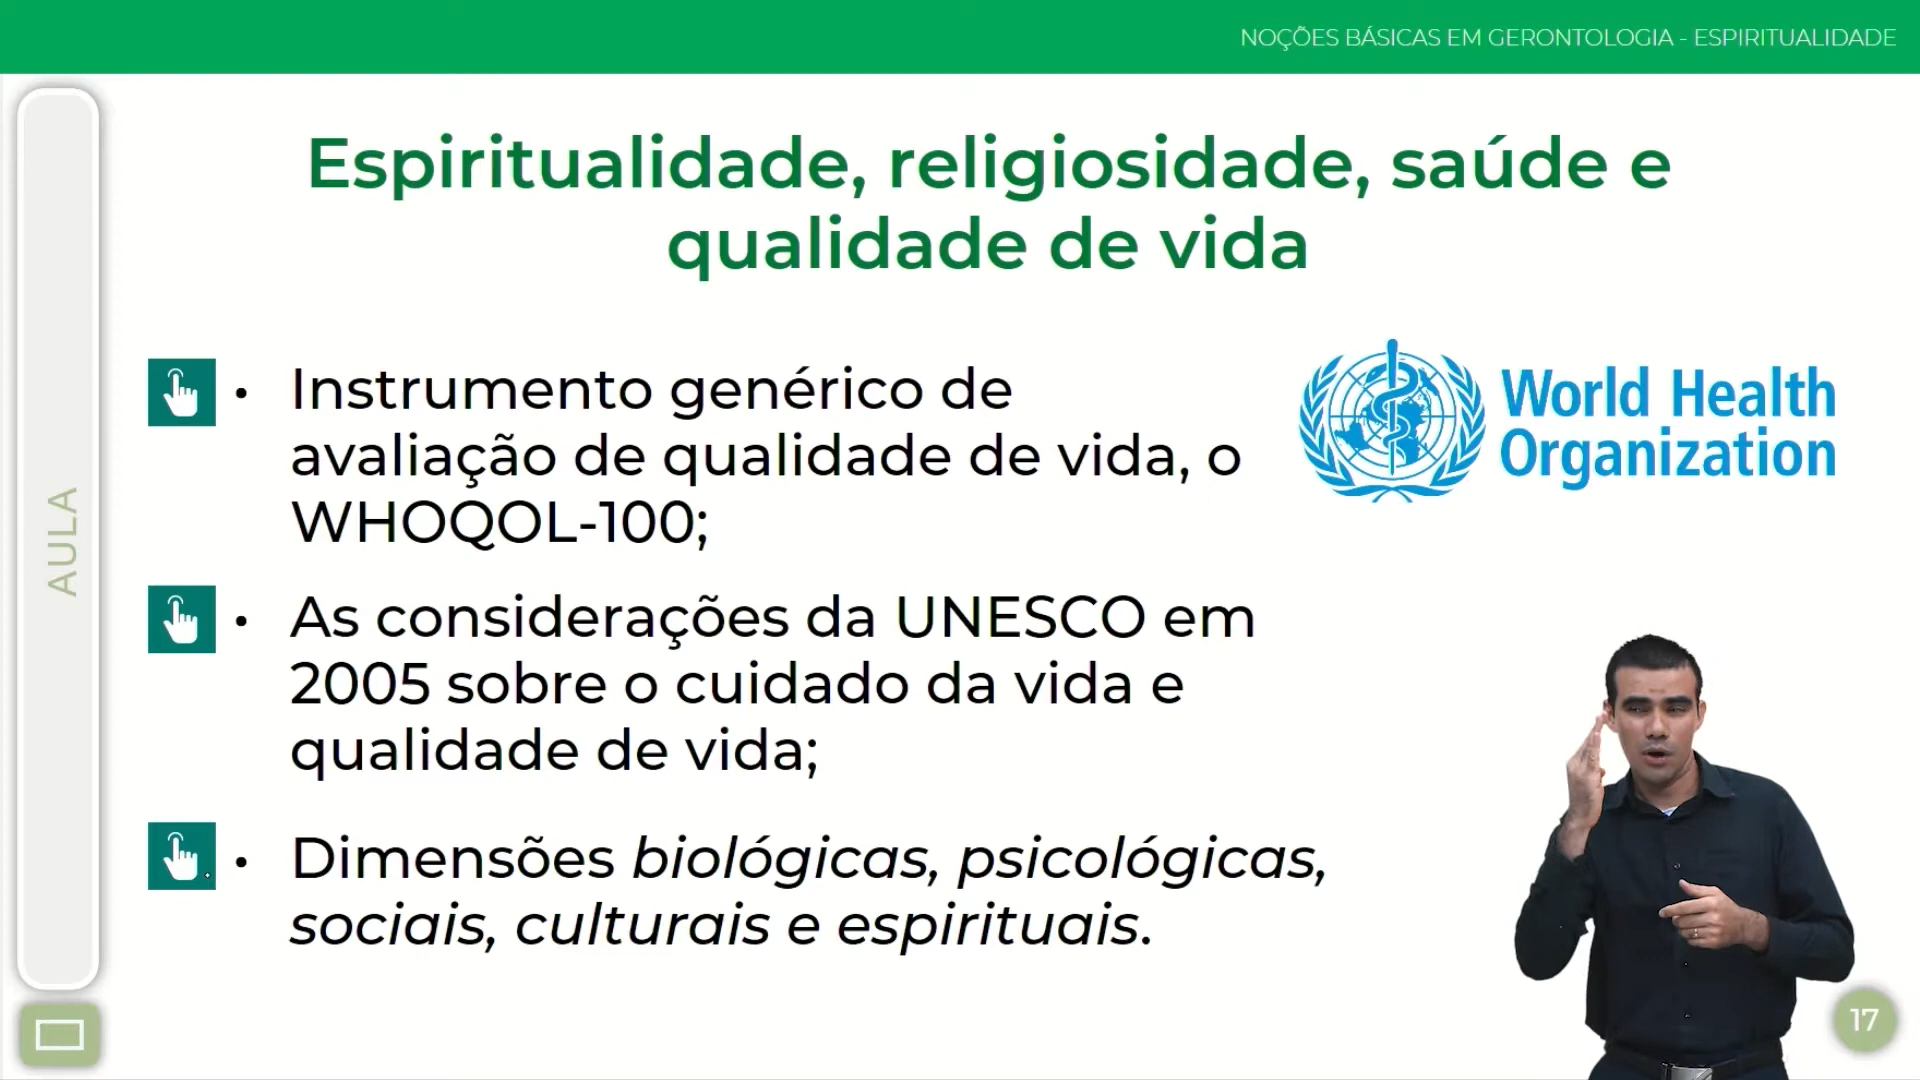 NOÇÕES BÁSICAS EM GERONTOLOGIA - ESPIRITUALIDADE
Espiritualidade, religiosidade, saúde e
qualidade de vida
• Instrumento genérico de
avaliação de qualidade de vida, o
WHOQOL-100;
World Health
Organization
• As considerações da UNESCO em
2005 sobre o cuidado da vida e
qualidade de vida;
• Dimensões biológicas, psicológicas,
sociais, culturais e espirituais.
AULA
17